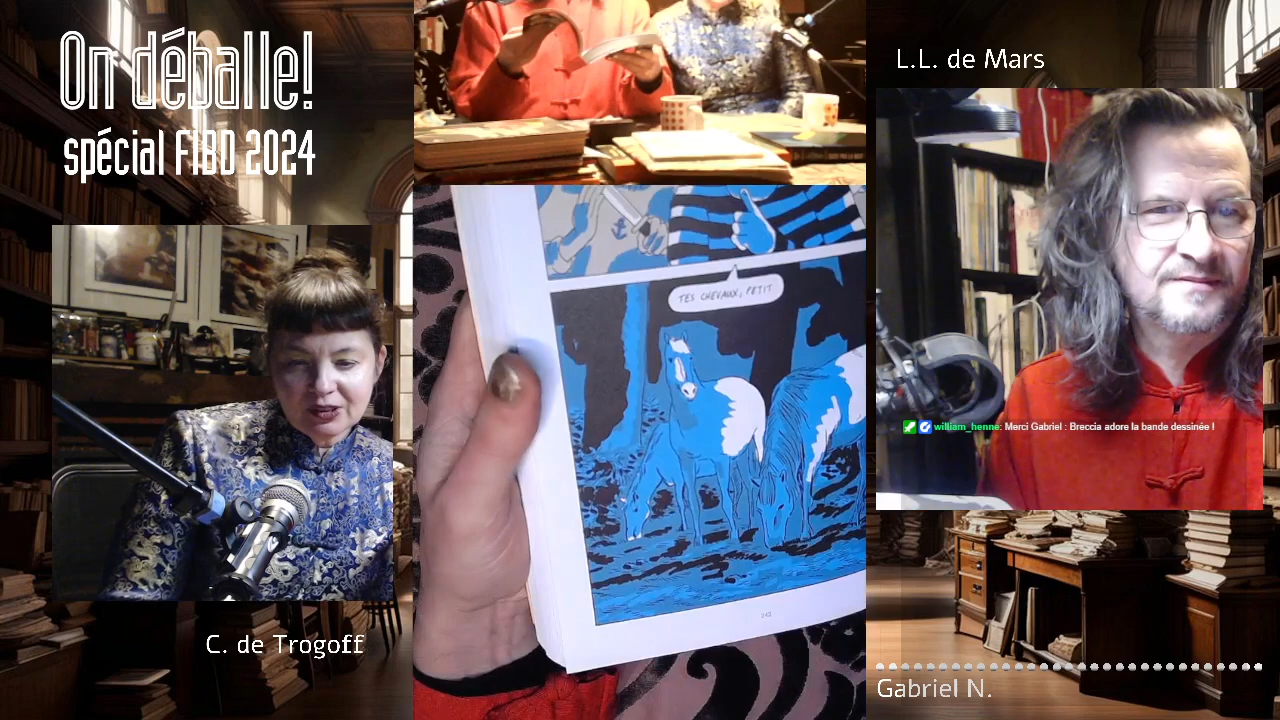 On déballe!
spécial FIBD 2024
L.L. de Mars
TES CHEVAUX, PETIT
william_henne: Merci Gabriel : Breccia adore la bande dessinée !
C. de Trogoff
Gabriel N.